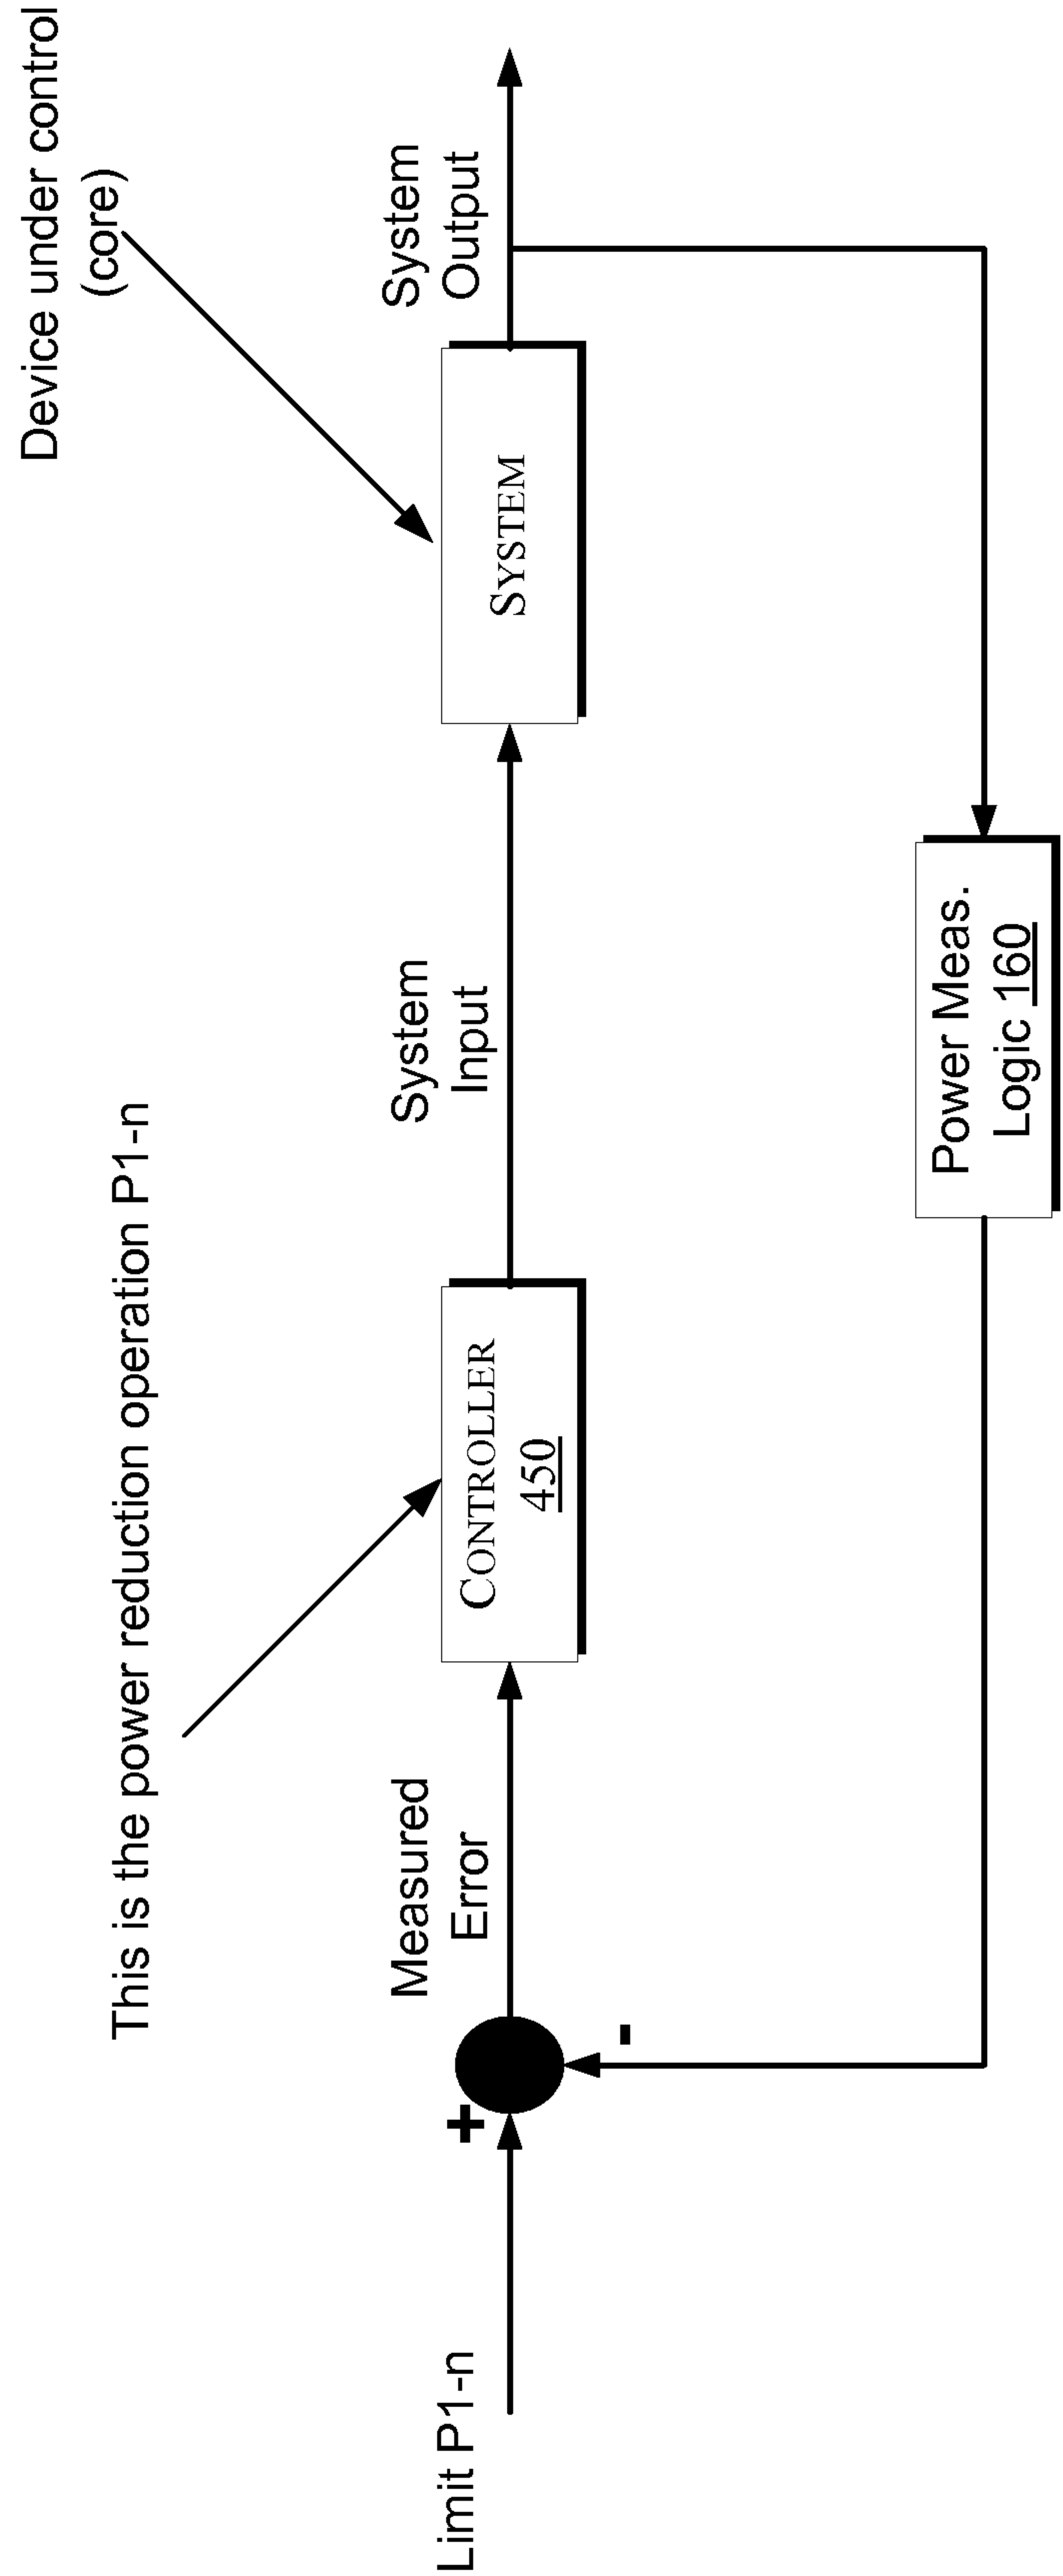 Device under control
(core)
This is the power reduction operation P1-n
Limit P1-n
+
-
Measured
Error
CONTROLLER
450
System
Input
SYSTEM
System
Output
Power Meas.
Logic 160